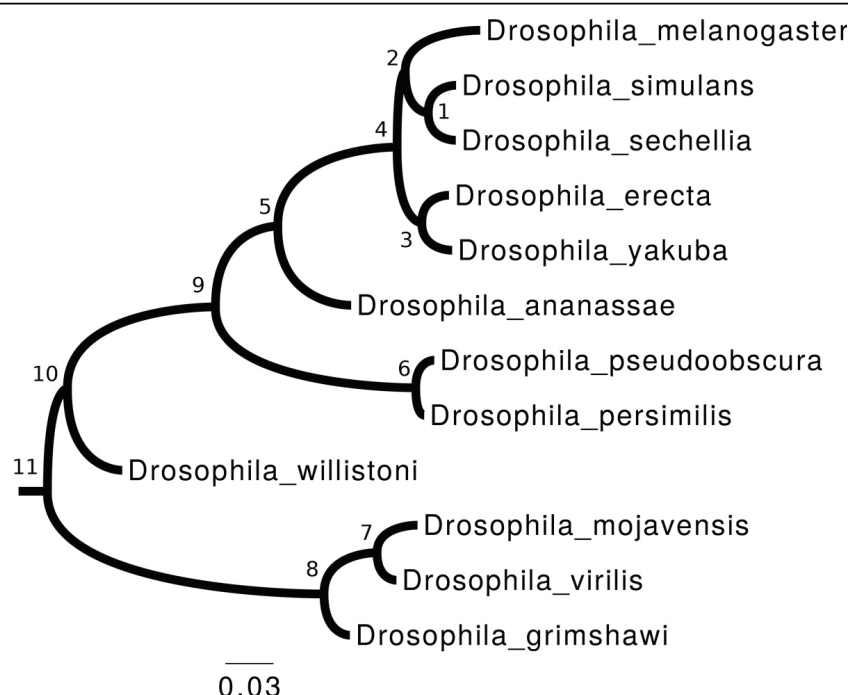 Drosophila_melanogaster
2
Drosophila_simulans
1
4
Drosophila_sechellia
Drosophila_erecta
5
3
Drosophila_yakuba
9
Drosophila_ananassae
6
Drosophila_pseudoobscura
10
Drosophila_persimilis
11
Drosophila_willistoni
7
Drosophila_mojavensis
8
Drosophila_virilis
Drosophila_grimshawi
0.03